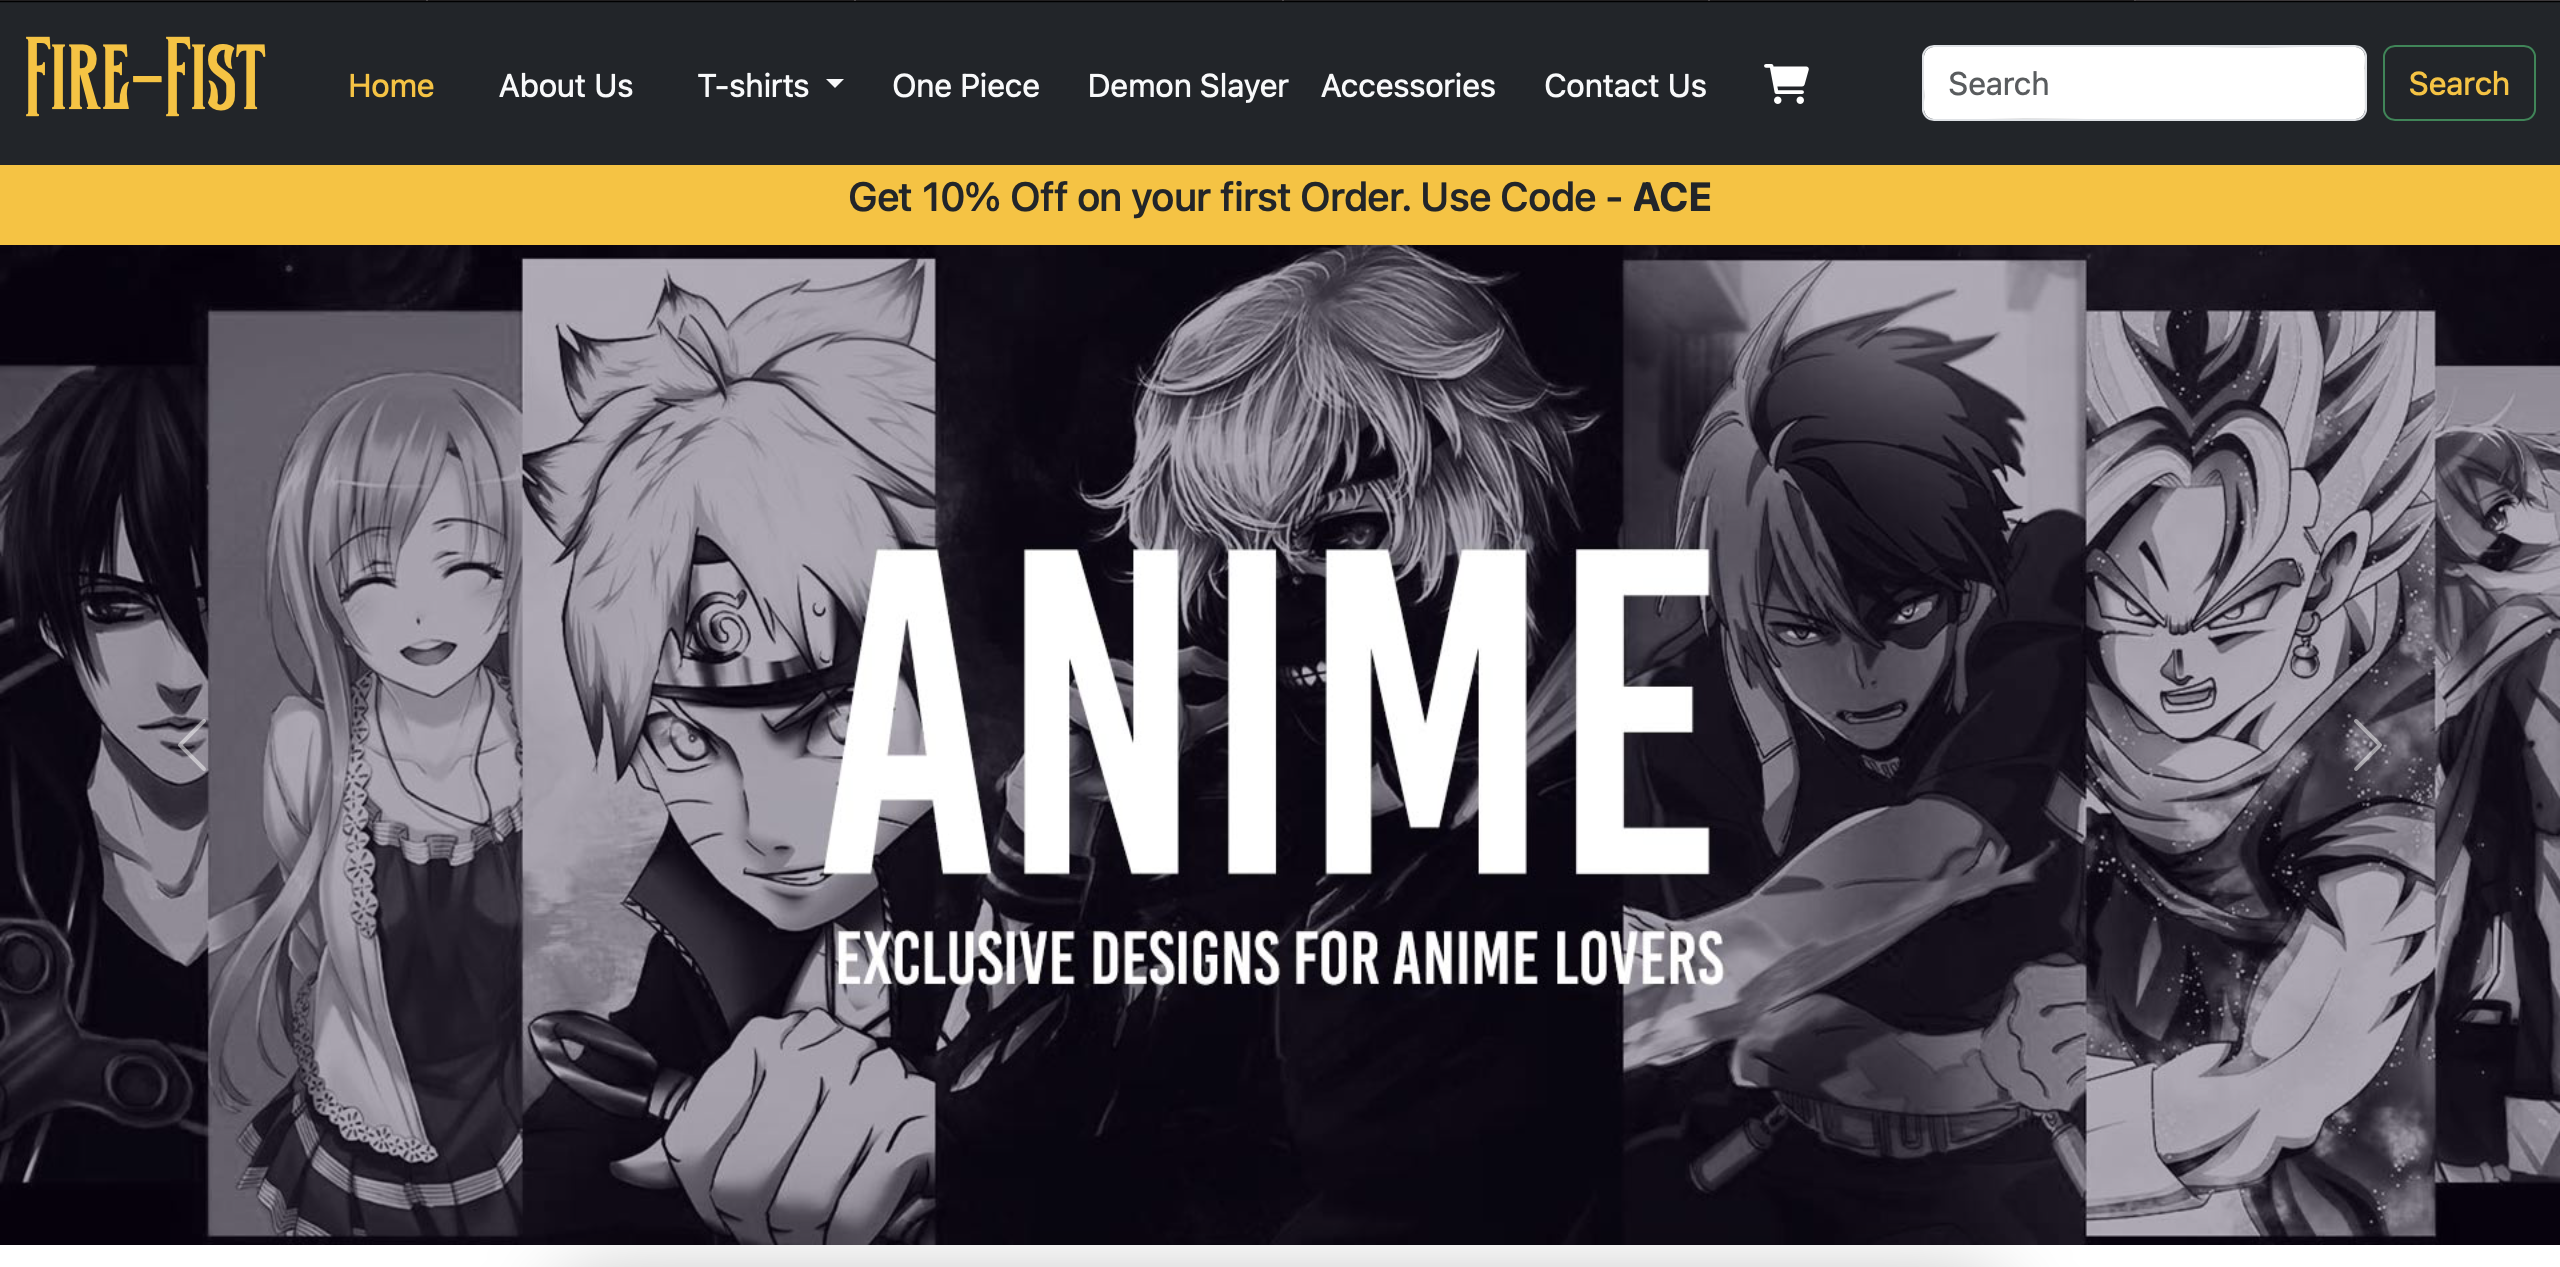 FIRE-FIST
Home About Us T-shirts One Piece Demon Slayer Accessories Contact Us Search Search
Get 10% Off on your first Order. Use Code - ACE
ANIME
EXCLUSIVE DESIGNS FOR ANIME LOVERS